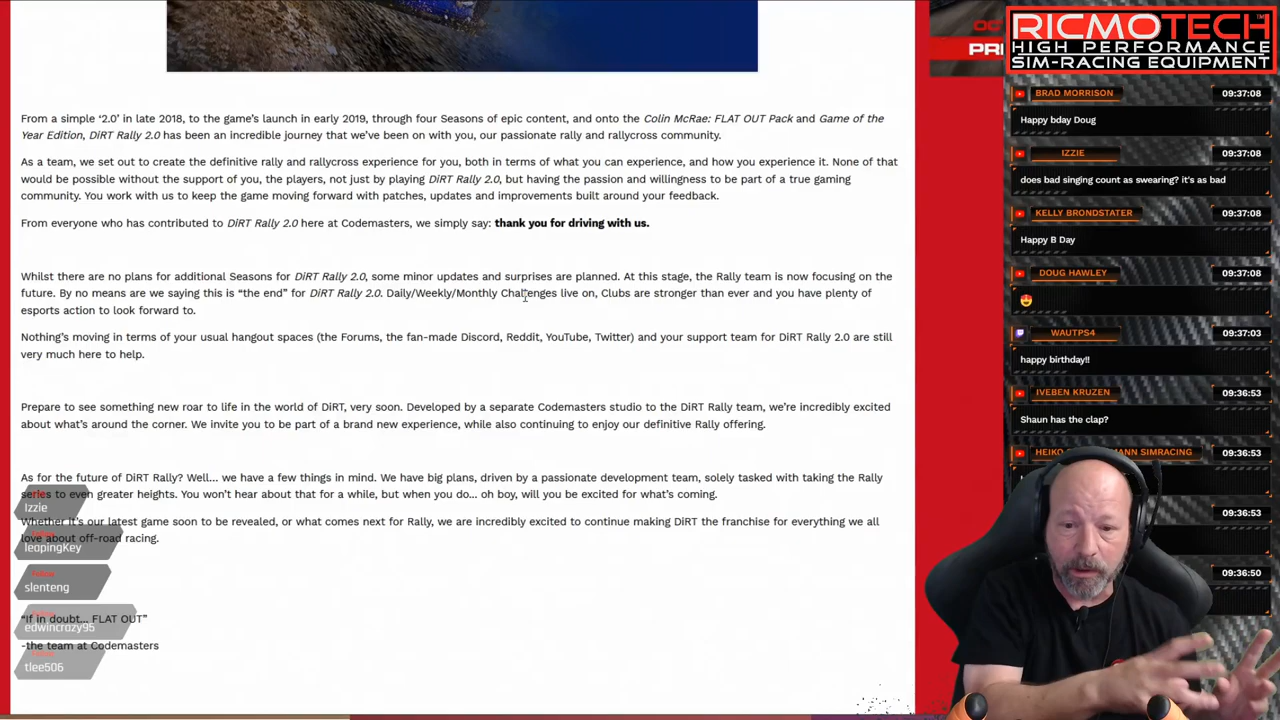 From a simple ‘2.0’ in late 2018, to the game’s launch in early 2019, through four Seasons of epic content, and onto the Colin McRae: FLAT OUT Pack and Game of the
Year Edition, DiRT Rally 2.0 has been an incredible journey that we’ve been on with you, our passionate rally and rallycross community.
As a team, we set out to create the definitive rally and rallycross experience for you, both in terms of what you can experience, and how you experience it. None of that
would be possible without the support of you, the players, not just by playing DiRT Rally 2.0, but having the passion and willingness to be part of a true gaming
community. You work with us to keep the game moving forward with patches, updates and improvements built around your feedback.
From everyone who has contributed to DiRT Rally 2.0 here at Codemasters, we simply say: thank you for driving with us.
Whilst there are no plans for additional Seasons for DiRT Rally 2.0, some minor updates and surprises are planned. At this stage, the Rally team is now focusing on the
future. By no means are we saying this is “the end” for DiRT Rally 2.0. Daily/Weekly/Monthly Challenges live on, Clubs are stronger than ever and you have plenty of
esports action to look forward to.
Nothing’s moving in terms of your usual hangout spaces (the Forums, the fan-made Discord, Reddit, YouTube, Twitter) and your support team for DiRT Rally 2.0 are still
very much here to help.
Prepare to see something new roar to life in the world of DiRT, very soon. Developed by a separate Codemasters studio to the DiRT Rally team, we’re incredibly excited
about what’s around the corner. We invite you to be part of a brand new experience, while also continuing to enjoy our definitive Rally offering.
As for the future of DiRT Rally? Well... we have a few things in mind. We have big plans, driven by a passionate development team, solely tasked with taking the Rally
series to even greater heights. You won’t hear about that for a while, but when you do... oh boy, will you be excited for what’s coming.
Whether it’s our latest game soon to be revealed, or what comes next for Rally, we are incredibly excited to continue making DiRT the franchise for everything we all
love about off-road racing.
“If in doubt... FLAT OUT”
-the team at Codemasters
Izzie
leapingKey
slenteng
edwincrazy95
tlee506
RICMOTECH
HIGH PERFORMANCE
SIM-RACING EQUIPMENT
BRAD MORRISON 09:37:08
Happy bday Doug
IZZIE 09:37:08
does bad singing count as swearing? it's as bad
KELLY BRONDSTATER 09:37:08
Happy B Day
DOUG HAWLEY 09:37:08
😍
WAUTPS4 09:37:03
happy birthday!!
IVEBEN KRUZEN 09:36:53
Shaun has the clap?
HEIKO SIMRACING 09:36:53
09:36:53
09:36:50